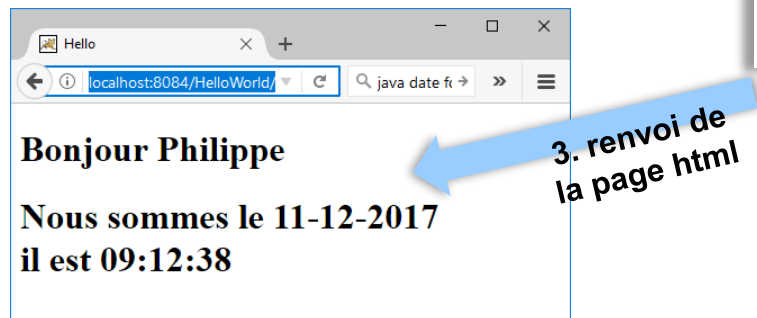 Hello
localhost:8084/HelloWorld/
java date fo
Bonjour Philippe
Nous sommes le 11-12-2017
il est 09:12:38
3. renvoi de
la page html